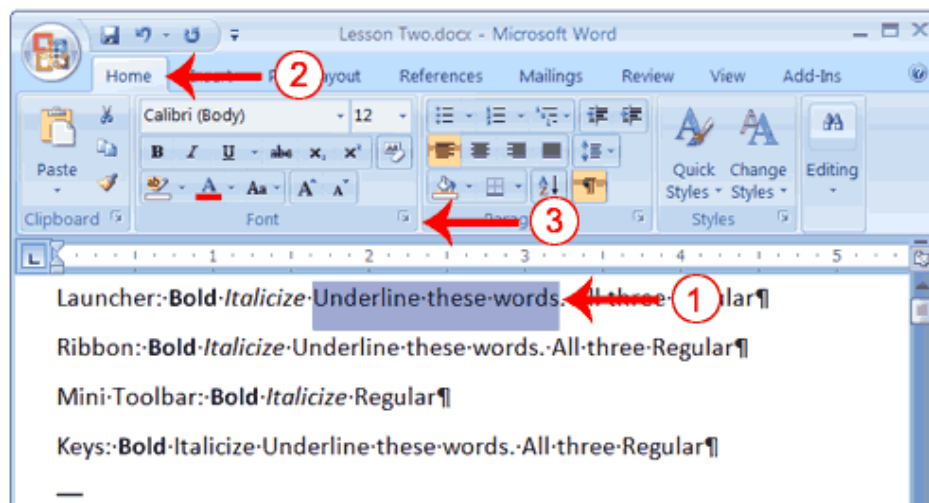 Lesson Two.docx - Microsoft Word
Home 2 Layout References Mailings Review View Add-Ins
Calibri (Body) 12
B I U abc x₂ x²
Paste
A Aa A A
Quick Styles Change Styles Editing
Clipboard Font 3 Styles
L 1 2 3 4 5
Launcher:·Bold·Italicize·Underline·these·words.·All·three· 1 ular¶
Ribbon:·Bold·Italicize·Underline·these·words.·All·three·Regular¶
Mini·Toolbar:·Bold·Italicize·Regular¶
Keys:·Bold·Italicize·Underline·these·words.·All·three·Regular¶